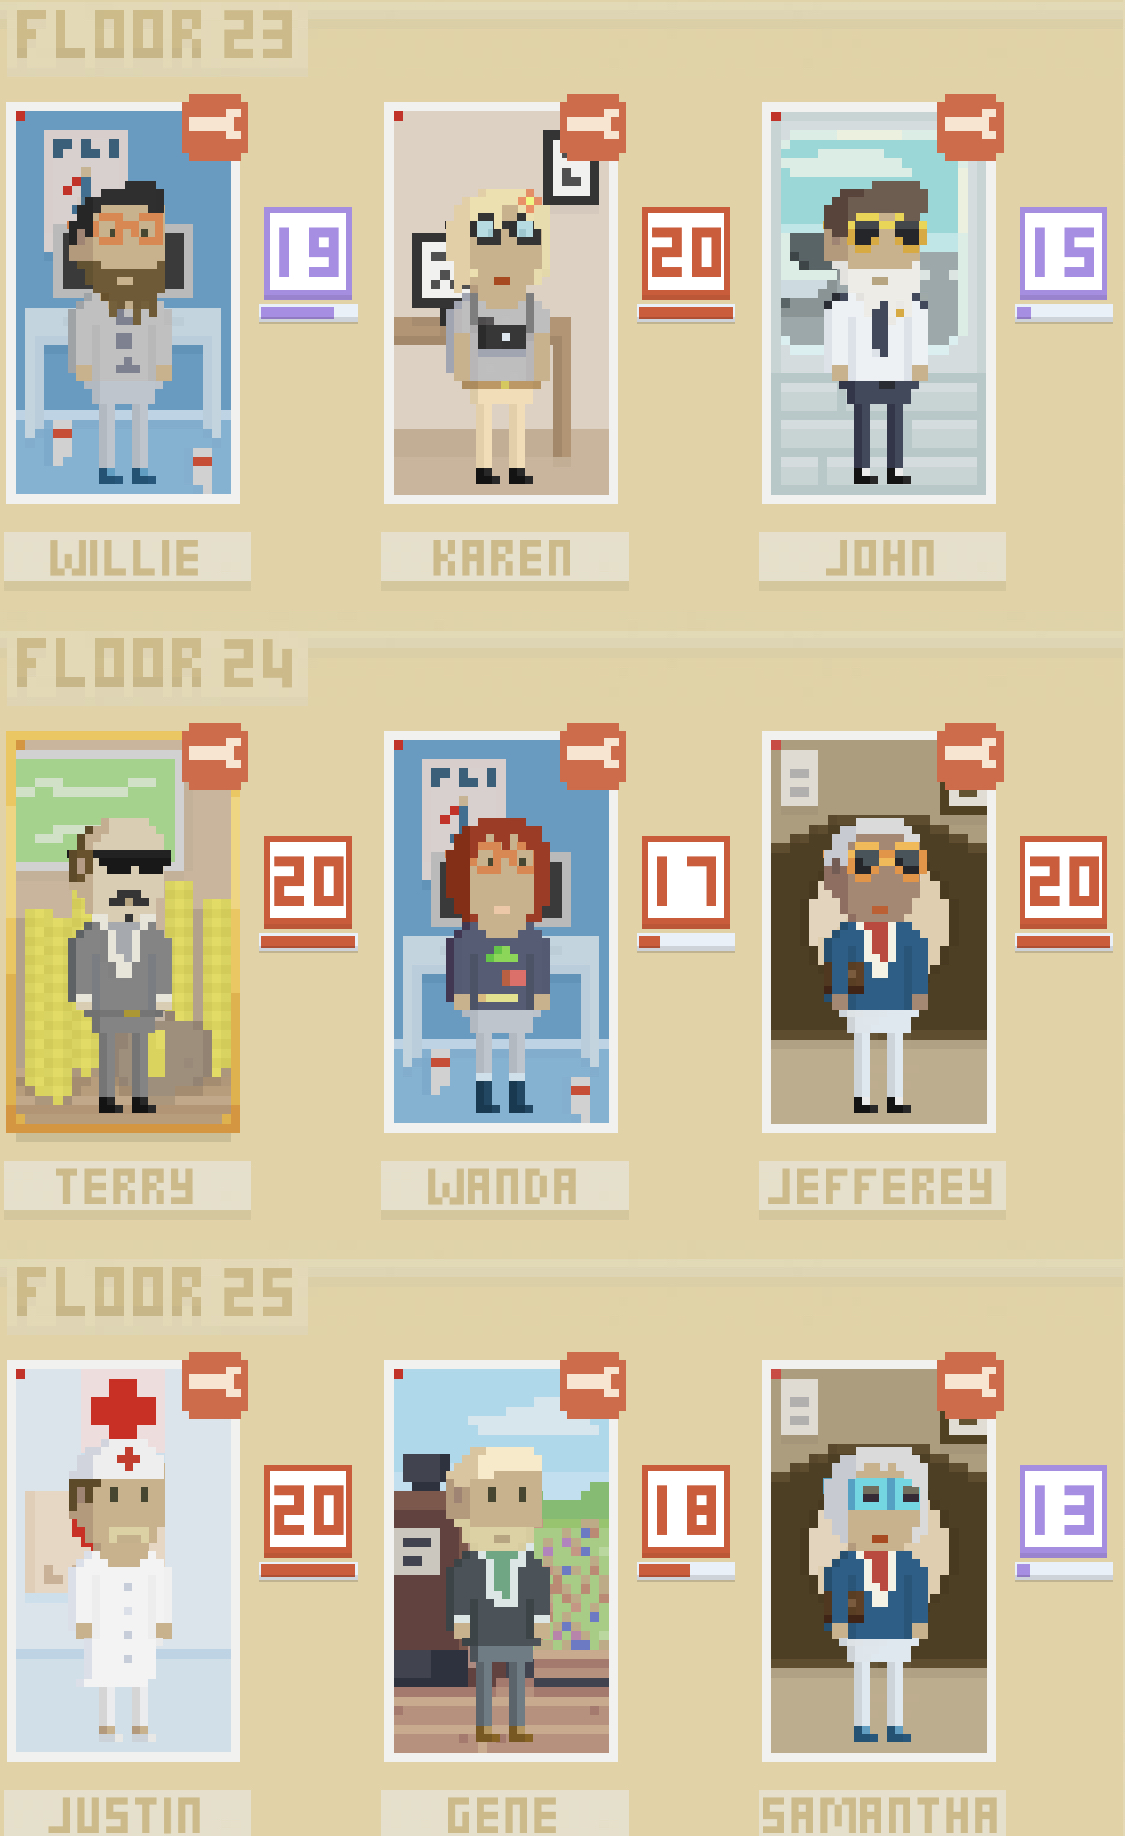 FLOOR 23
19
20
15
WILLIE
KAREN
JOHN
FLOOR 24
20
17
20
TERRY
WANDA
JEFFEREY
FLOOR 25
20
18
13
JUSTIN
GENE
SAMANTHA